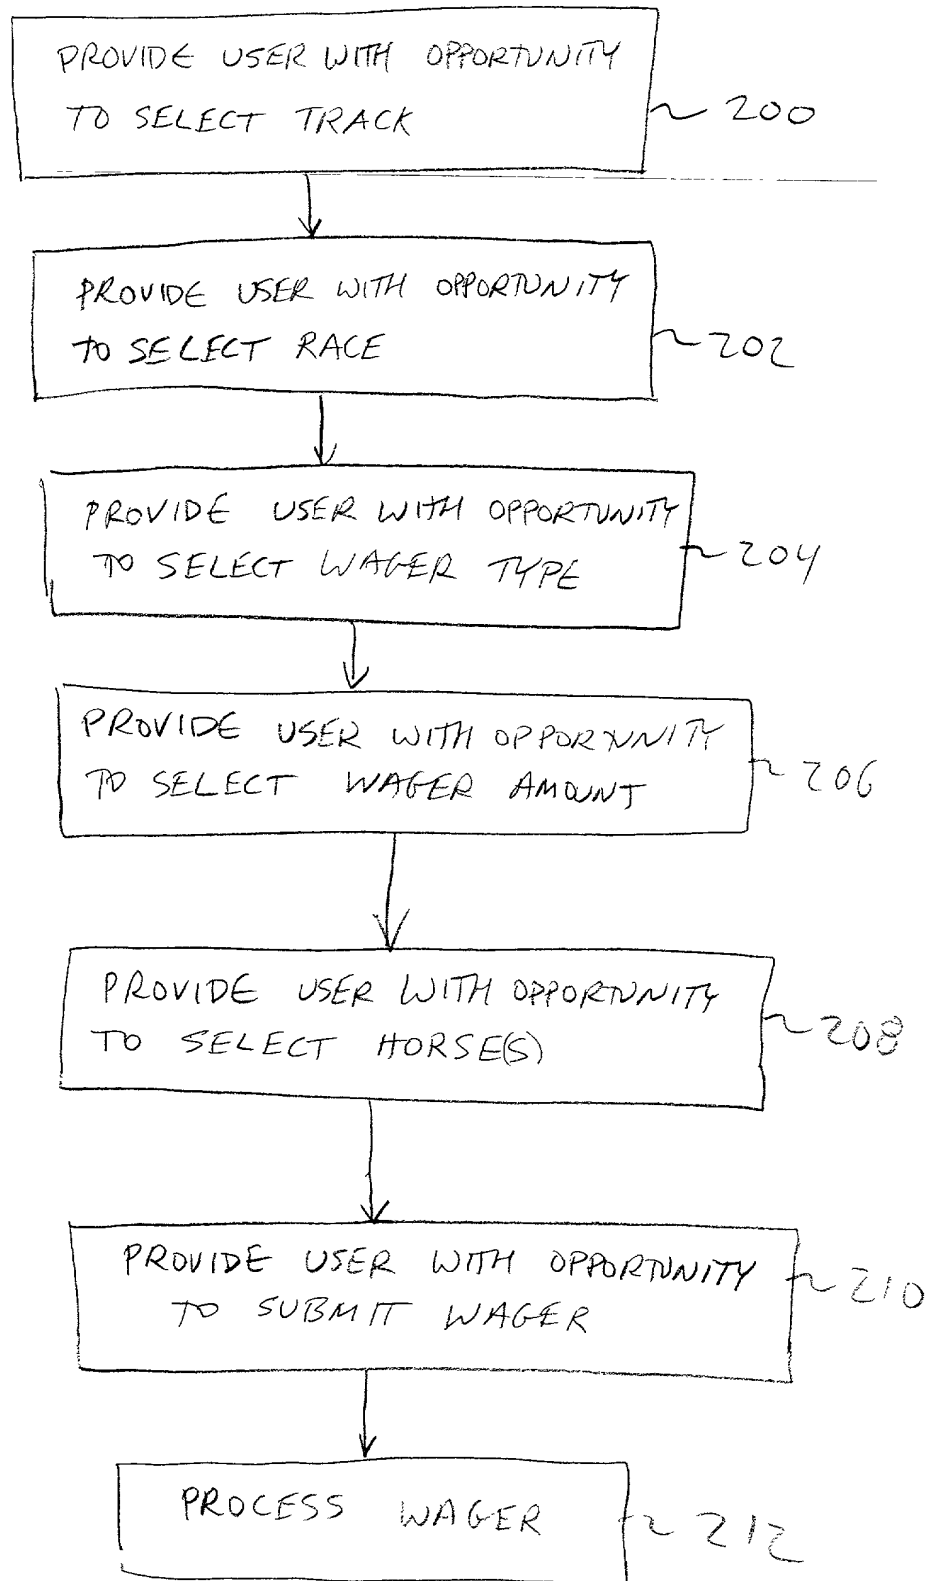 PROVIDE USER WITH OPPORTUNITY
TO SELECT TRACK
200
PROVIDE USER WITH OPPORTUNITY
TO SELECT RACE
202
PROVIDE USER WITH OPPORTUNITY
TO SELECT WAGER TYPE
204
PROVIDE USER WITH OPPORTUNITY
TO SELECT WAGER AMOUNT
206
PROVIDE USER WITH OPPORTUNITY
TO SELECT HORSE(S)
208
PROVIDE USER WITH OPPORTUNITY
TO SUBMIT WAGER
210
PROCESS WAGER
212